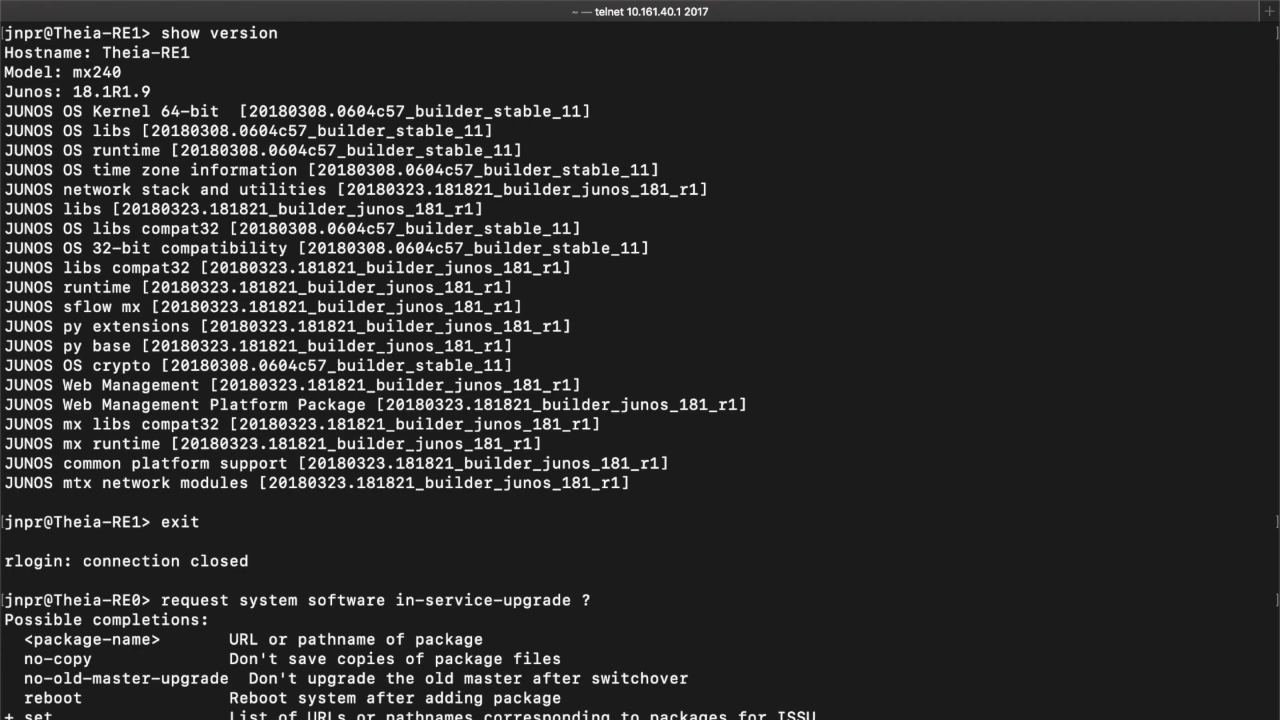 ~ — telnet 10.161.40.1 2017
[jnpr@Theia-RE1> show version
Hostname: Theia-RE1
Model: mx240
Junos: 18.1R1.9
JUNOS OS Kernel 64-bit  [20180308.0604c57_builder_stable_11]
JUNOS OS libs [20180308.0604c57_builder_stable_11]
JUNOS OS runtime [20180308.0604c57_builder_stable_11]
JUNOS OS time zone information [20180308.0604c57_builder_stable_11]
JUNOS network stack and utilities [20180323.181821_builder_junos_181_r1]
JUNOS libs [20180323.181821_builder_junos_181_r1]
JUNOS OS libs compat32 [20180308.0604c57_builder_stable_11]
JUNOS OS 32-bit compatibility [20180308.0604c57_builder_stable_11]
JUNOS libs compat32 [20180323.181821_builder_junos_181_r1]
JUNOS runtime [20180323.181821_builder_junos_181_r1]
JUNOS sflow mx [20180323.181821_builder_junos_181_r1]
JUNOS py extensions [20180323.181821_builder_junos_181_r1]
JUNOS py base [20180323.181821_builder_junos_181_r1]
JUNOS OS crypto [20180308.0604c57_builder_stable_11]
JUNOS Web Management [20180323.181821_builder_junos_181_r1]
JUNOS Web Management Platform Package [20180323.181821_builder_junos_181_r1]
JUNOS mx libs compat32 [20180323.181821_builder_junos_181_r1]
JUNOS mx runtime [20180323.181821_builder_junos_181_r1]
JUNOS common platform support [20180323.181821_builder_junos_181_r1]
JUNOS mtx network modules [20180323.181821_builder_junos_181_r1]
[jnpr@Theia-RE1> exit
rlogin: connection closed
[jnpr@Theia-RE0> request system software in-service-upgrade ?
Possible completions:
<package-name>       URL or pathname of package
no-copy              Don't save copies of package files
no-old-master-upgrade  Don't upgrade the old master after switchover
reboot               Reboot system after adding package
+ set                  List of URLs or pathnames corresponding to packages for ISSU